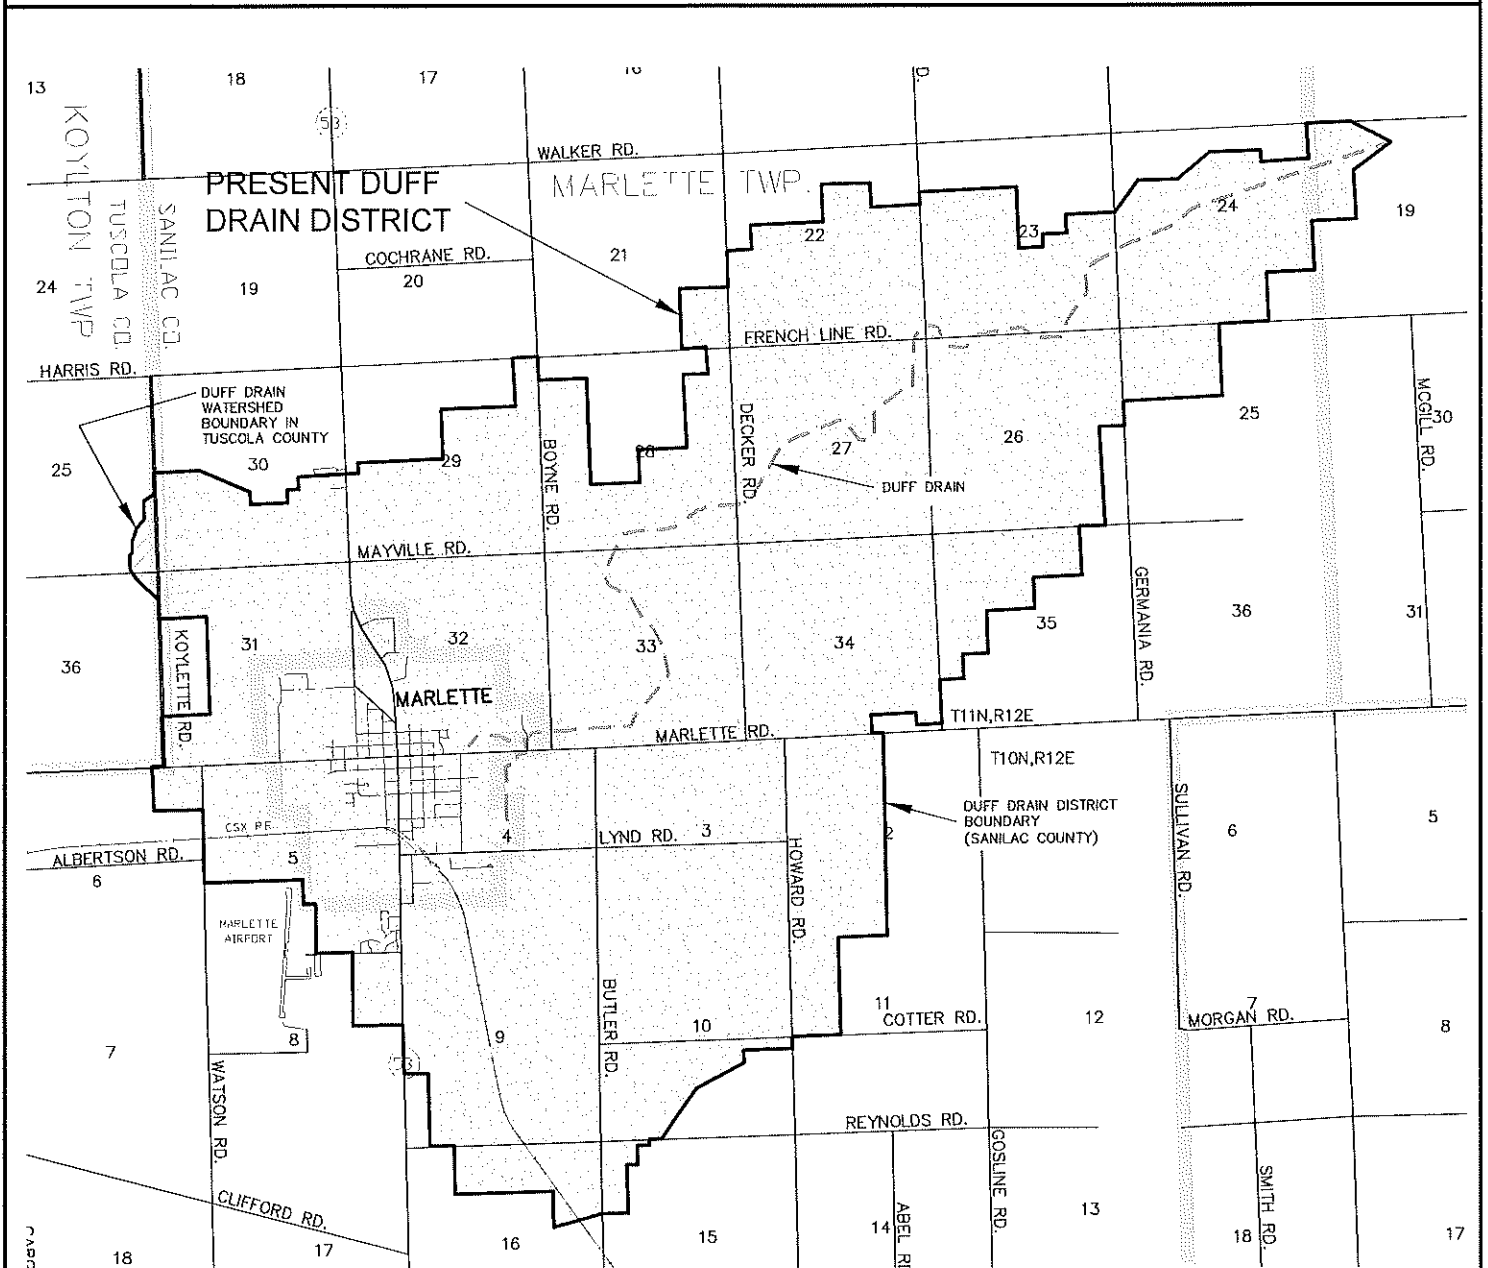 13
18
17
16
53
KOYLTON TWP
TUSCOLA CO.
SANILAC CO
WALKER RD.
MARLETTE TWP.
PRESENT DUFF
DRAIN DISTRICT
COCHRANE RD.
24
19
20
21
22
23
24
19
HARRIS RD.
FRENCH LINE RD.
DUFF DRAIN
WATERSHED
BOUNDARY IN
TUSCOLA COUNTY
25
30
29
28
27
26
25
30
BOYNE RD.
DECKER RD.
MCGILL RD.
DUFF DRAIN
MAYVILLE RD.
GERMANIA RD.
36
31
32
33
34
35
36
31
KOYLETTE RD.
MARLETTE
MARLETTE RD.
T11N,R12E
T10N,R12E
DUFF DRAIN DISTRICT
BOUNDARY
(SANILAC COUNTY)
CSX RR
ALBERTSON RD.
LYND RD.
HOWARD RD.
SULLIVAN RD.
6
5
4
3
2
6
5
MARLETTE
AIRPORT
BUTLER RD.
COTTER RD.
MORGAN RD.
7
8
9
10
11
12
7
8
53
WATSON RD.
REYNOLDS RD.
GOSLINE RD.
ABEL
SMITH RD.
CLIFFORD RD.
18
17
16
15
14
13
18
17